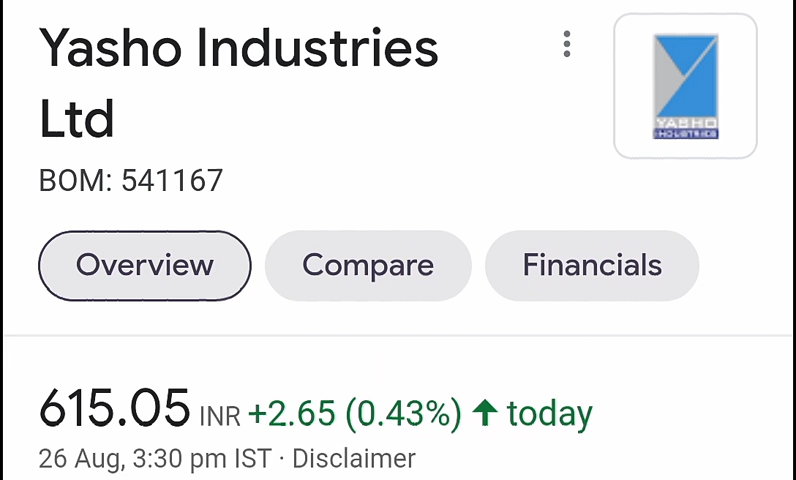 Yasho Industries
Ltd
YASHO
INDUSTRIES
BOM: 541167
Overview Compare Financials
615.05 INR +2.65 (0.43%) ↑ today
26 Aug, 3:30 pm IST · Disclaimer